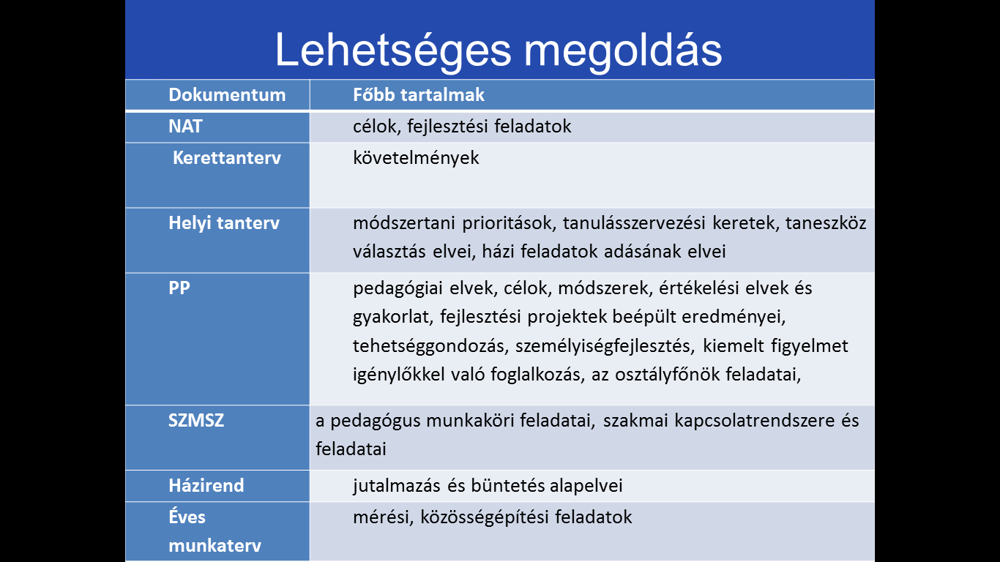 Lehetséges megoldás
Dokumentum Főbb tartalmak
NAT célok, fejlesztési feladatok
Kerettanterv követelmények
Helyi tanterv módszertani prioritások, tanulásszervezési keretek, taneszköz
választás elvei, házi feladatok adásának elvei
PP pedagógiai elvek, célok, módszerek, értékelési elvek és
gyakorlat, fejlesztési projektek beépült eredményei,
tehetséggondozás, személyiségfejlesztés, kiemelt figyelmet
igénylőkkel való foglalkozás, az osztályfőnök feladatai,
SZMSZ a pedagógus munkaköri feladatai, szakmai kapcsolatrendszere és
feladatai
Házirend jutalmazás és büntetés alapelvei
Éves mérési, közösségépítési feladatok
munkaterv